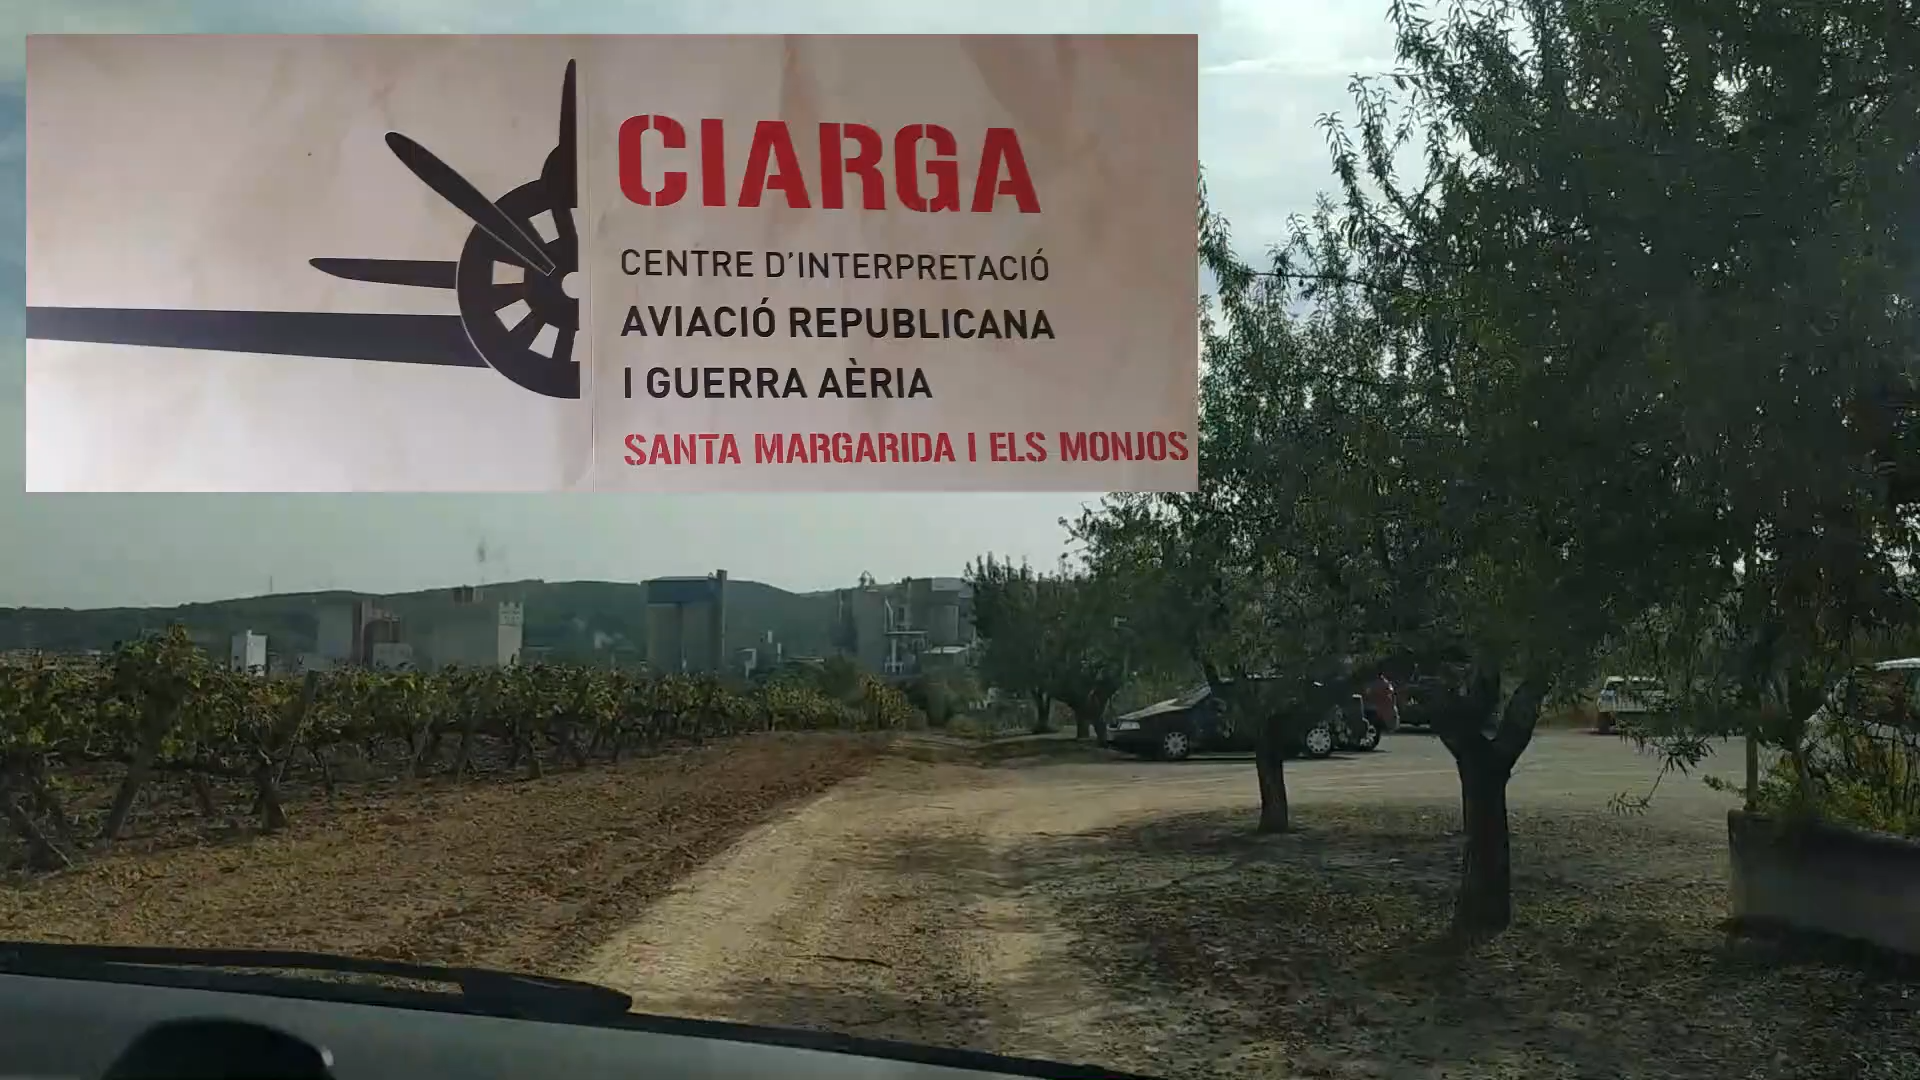 CIARGA
CENTRE D'INTERPRETACIÓ
AVIACIÓ REPUBLICANA
I GUERRA AÈRIA
SANTA MARGARIDA I ELS MONJOS